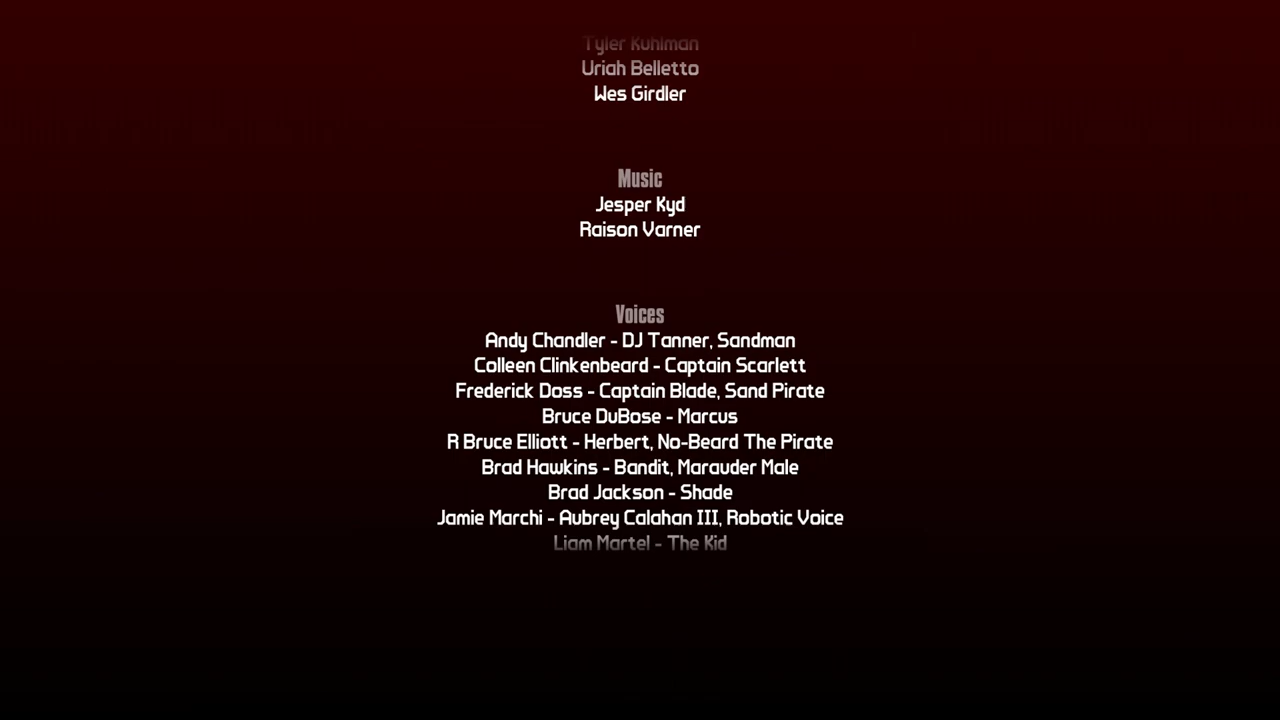 Tyler Kuhlman
Uriah Belletto
Wes Girdler
Music
Jesper Kyd
Raison Varner
Voices
Andy Chandler - DJ Tanner, Sandman
Colleen Clinkenbeard - Captain Scarlett
Frederick Doss - Captain Blade, Sand Pirate
Bruce DuBose - Marcus
R Bruce Elliott - Herbert, No-Beard The Pirate
Brad Hawkins - Bandit, Marauder Male
Brad Jackson - Shade
Jamie Marchi - Aubrey Calahan III, Robotic Voice
Liam Martel - The Kid